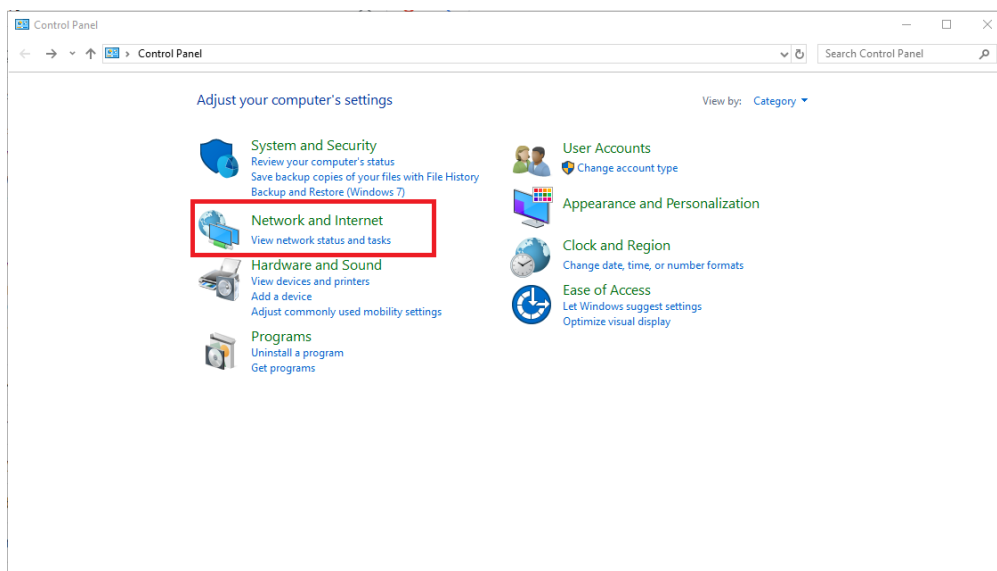 Control Panel
Control Panel
Search Control Panel
Adjust your computer's settings
View by: Category
System and Security
Review your computer's status
Save backup copies of your files with File History
Backup and Restore (Windows 7)
Network and Internet
View network status and tasks
Hardware and Sound
View devices and printers
Add a device
Adjust commonly used mobility settings
Programs
Uninstall a program
Get programs
User Accounts
Change account type
Appearance and Personalization
Clock and Region
Change date, time, or number formats
Ease of Access
Let Windows suggest settings
Optimize visual display